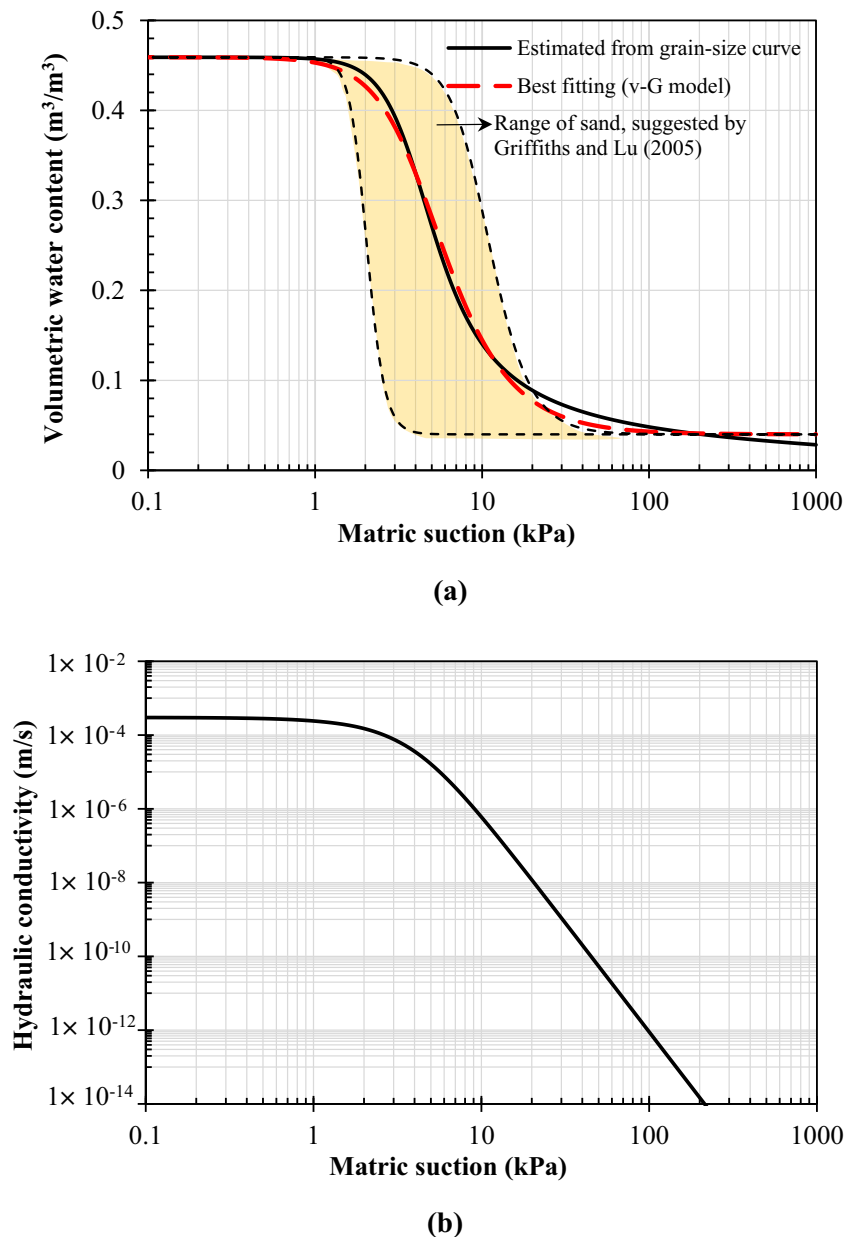 0.5
0.4
0.3
0.2
0.1
0
Volumetric water content (m³/m³)
Estimated from grain-size curve
Best fitting (v-G model)
Range of sand, suggested by
Griffiths and Lu (2005)
0.1 1 10 100 1000
Matric suction (kPa)
(a)
1× 10⁻²
1× 10⁻⁴
1× 10⁻⁶
1× 10⁻⁸
1× 10⁻¹⁰
1× 10⁻¹²
1× 10⁻¹⁴
Hydraulic conductivity (m/s)
0.1 1 10 100 1000
Matric suction (kPa)
(b)